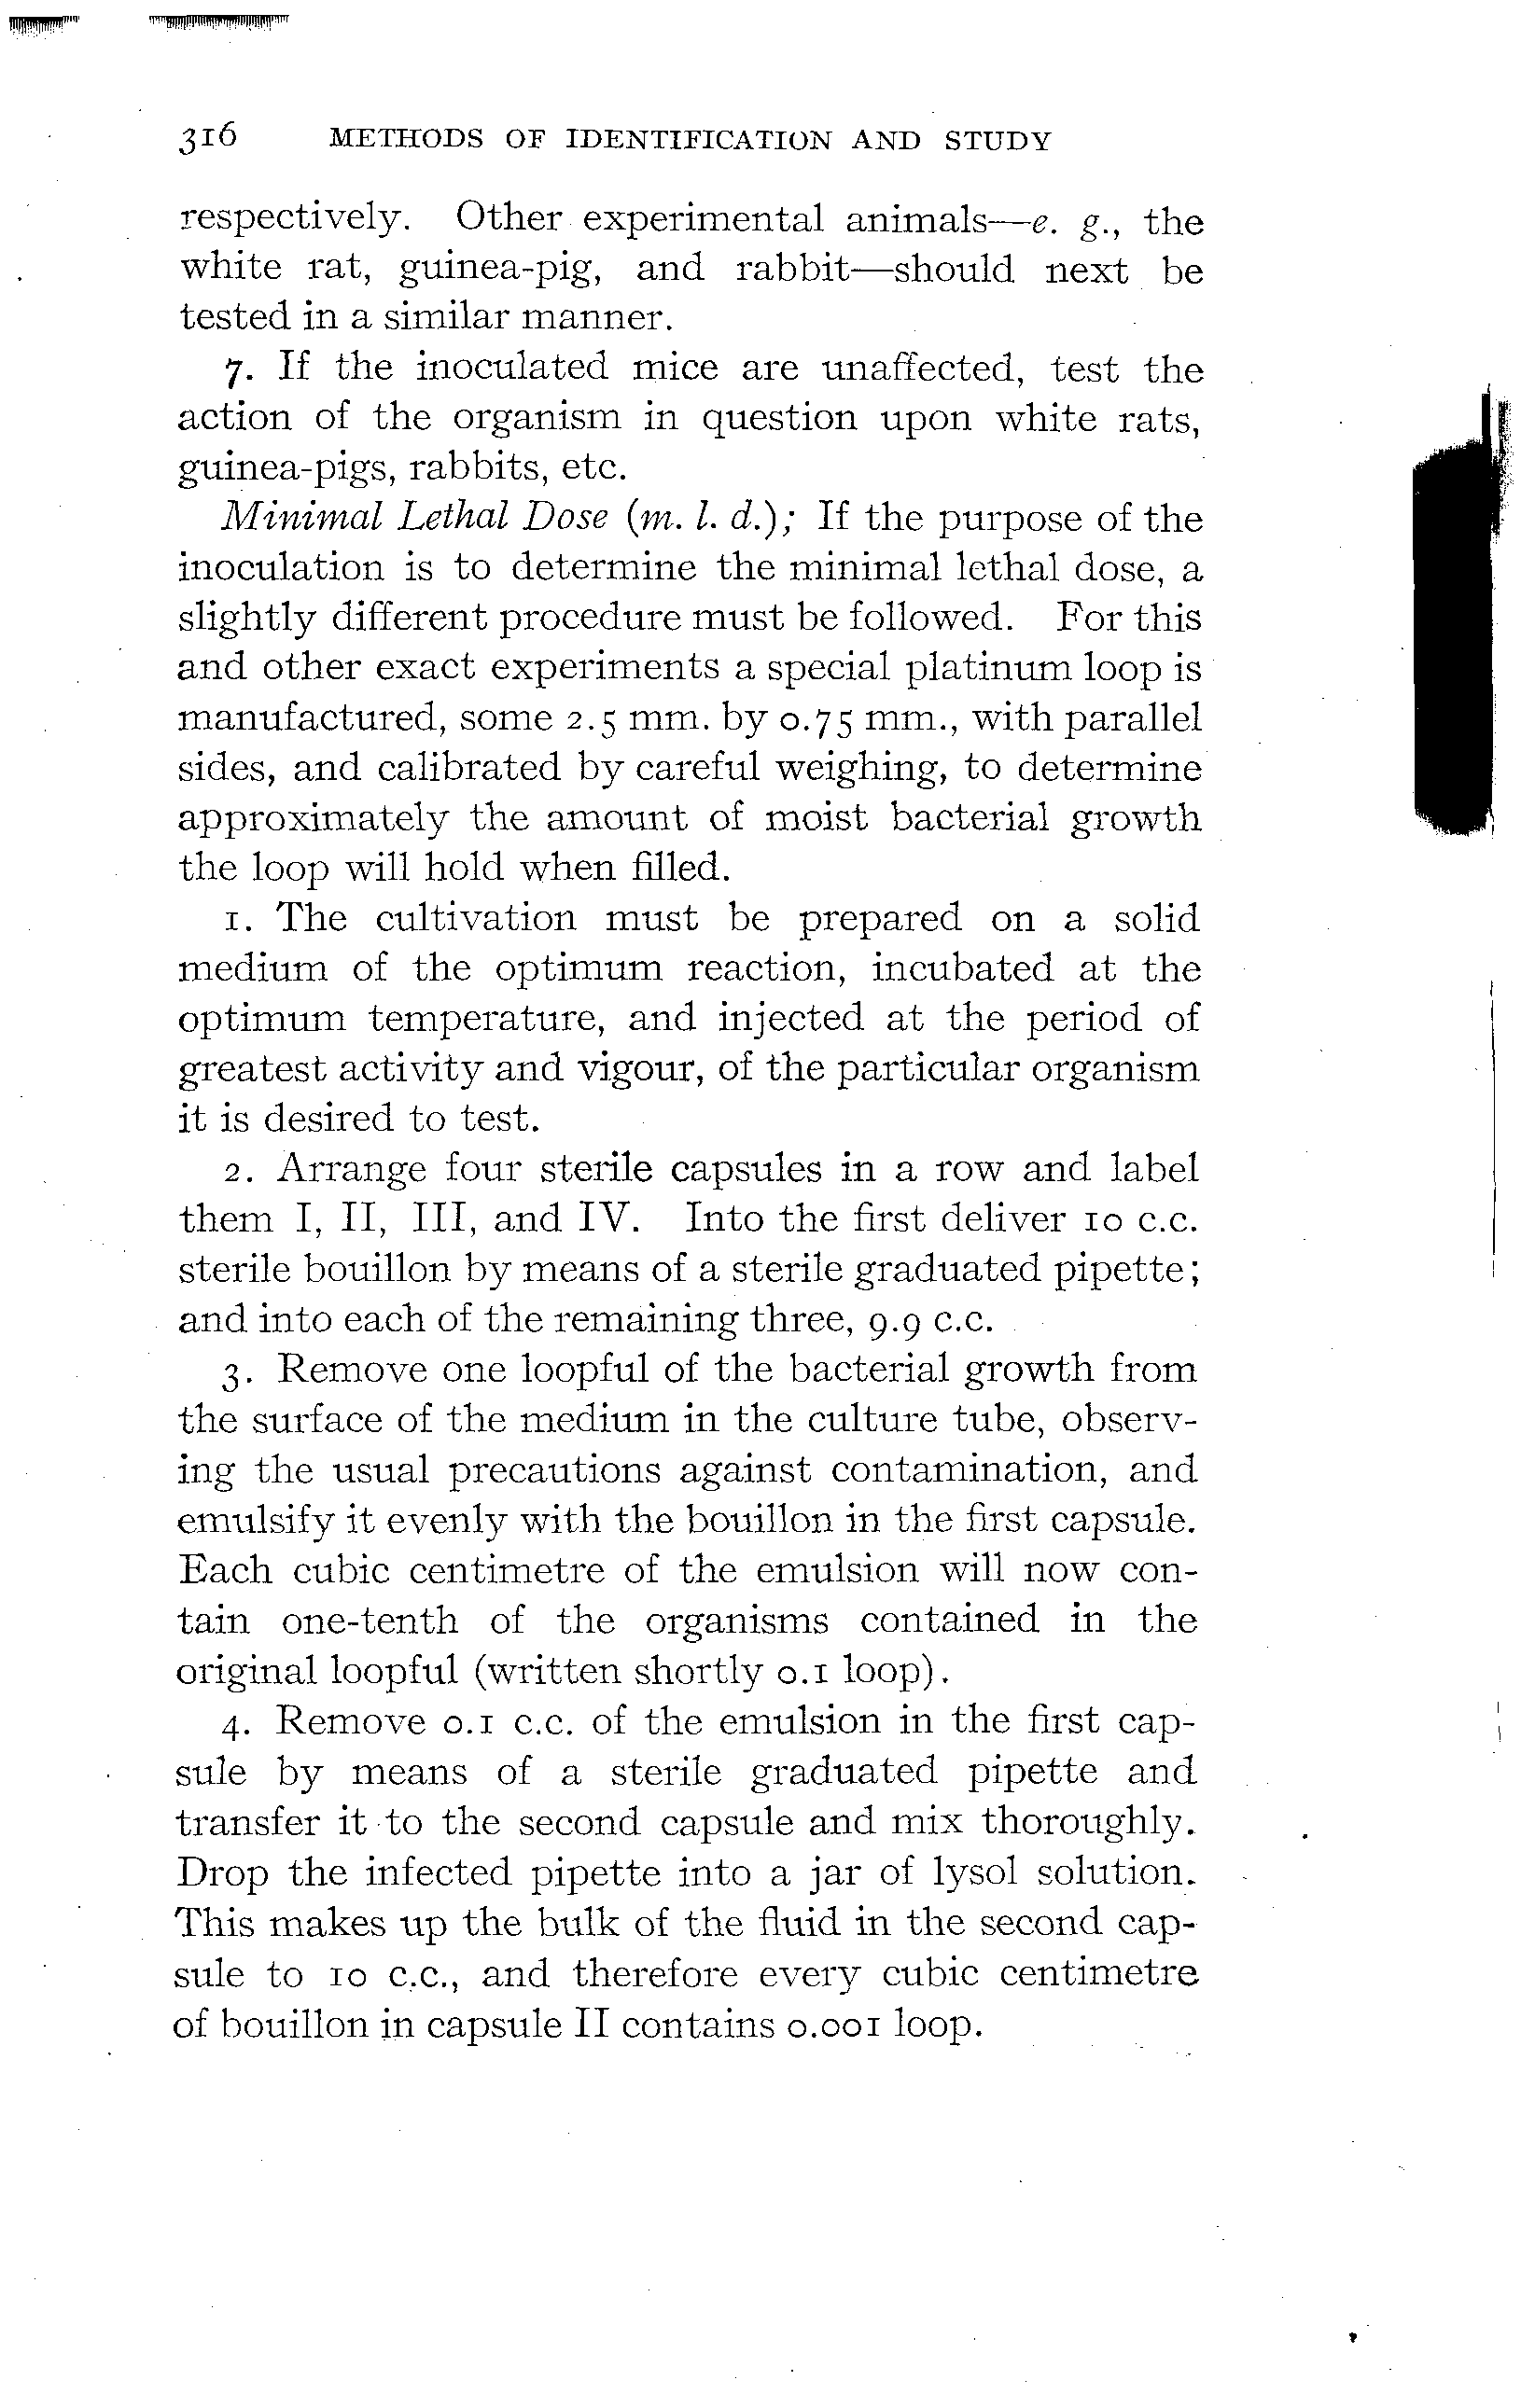 316 METHODS OF IDENTIFICATION AND STUDY
respectively. Other experimental animals—e. g., the
white rat, guinea-pig, and rabbit—should next be
tested in a similar manner.
7. If the inoculated mice are unaffected, test the
action of the organism in question upon white rats,
guinea-pigs, rabbits, etc.
Minimal Lethal Dose (m. l. d.); If the purpose of the
inoculation is to determine the minimal lethal dose, a
slightly different procedure must be followed. For this
and other exact experiments a special platinum loop is
manufactured, some 2.5 mm. by 0.75 mm., with parallel
sides, and calibrated by careful weighing, to determine
approximately the amount of moist bacterial growth
the loop will hold when filled.
1. The cultivation must be prepared on a solid
medium of the optimum reaction, incubated at the
optimum temperature, and injected at the period of
greatest activity and vigour, of the particular organism
it is desired to test.
2. Arrange four sterile capsules in a row and label
them I, II, III, and IV. Into the first deliver 10 c.c.
sterile bouillon by means of a sterile graduated pipette;
and into each of the remaining three, 9.9 c.c.
3. Remove one loopful of the bacterial growth from
the surface of the medium in the culture tube, observ-
ing the usual precautions against contamination, and
emulsify it evenly with the bouillon in the first capsule.
Each cubic centimetre of the emulsion will now con-
tain one-tenth of the organisms contained in the
original loopful (written shortly 0.1 loop).
4. Remove 0.1 c.c. of the emulsion in the first cap-
sule by means of a sterile graduated pipette and
transfer it to the second capsule and mix thoroughly.
Drop the infected pipette into a jar of lysol solution.
This makes up the bulk of the fluid in the second cap-
sule to 10 c.c., and therefore every cubic centimetre
of bouillon in capsule II contains 0.001 loop.